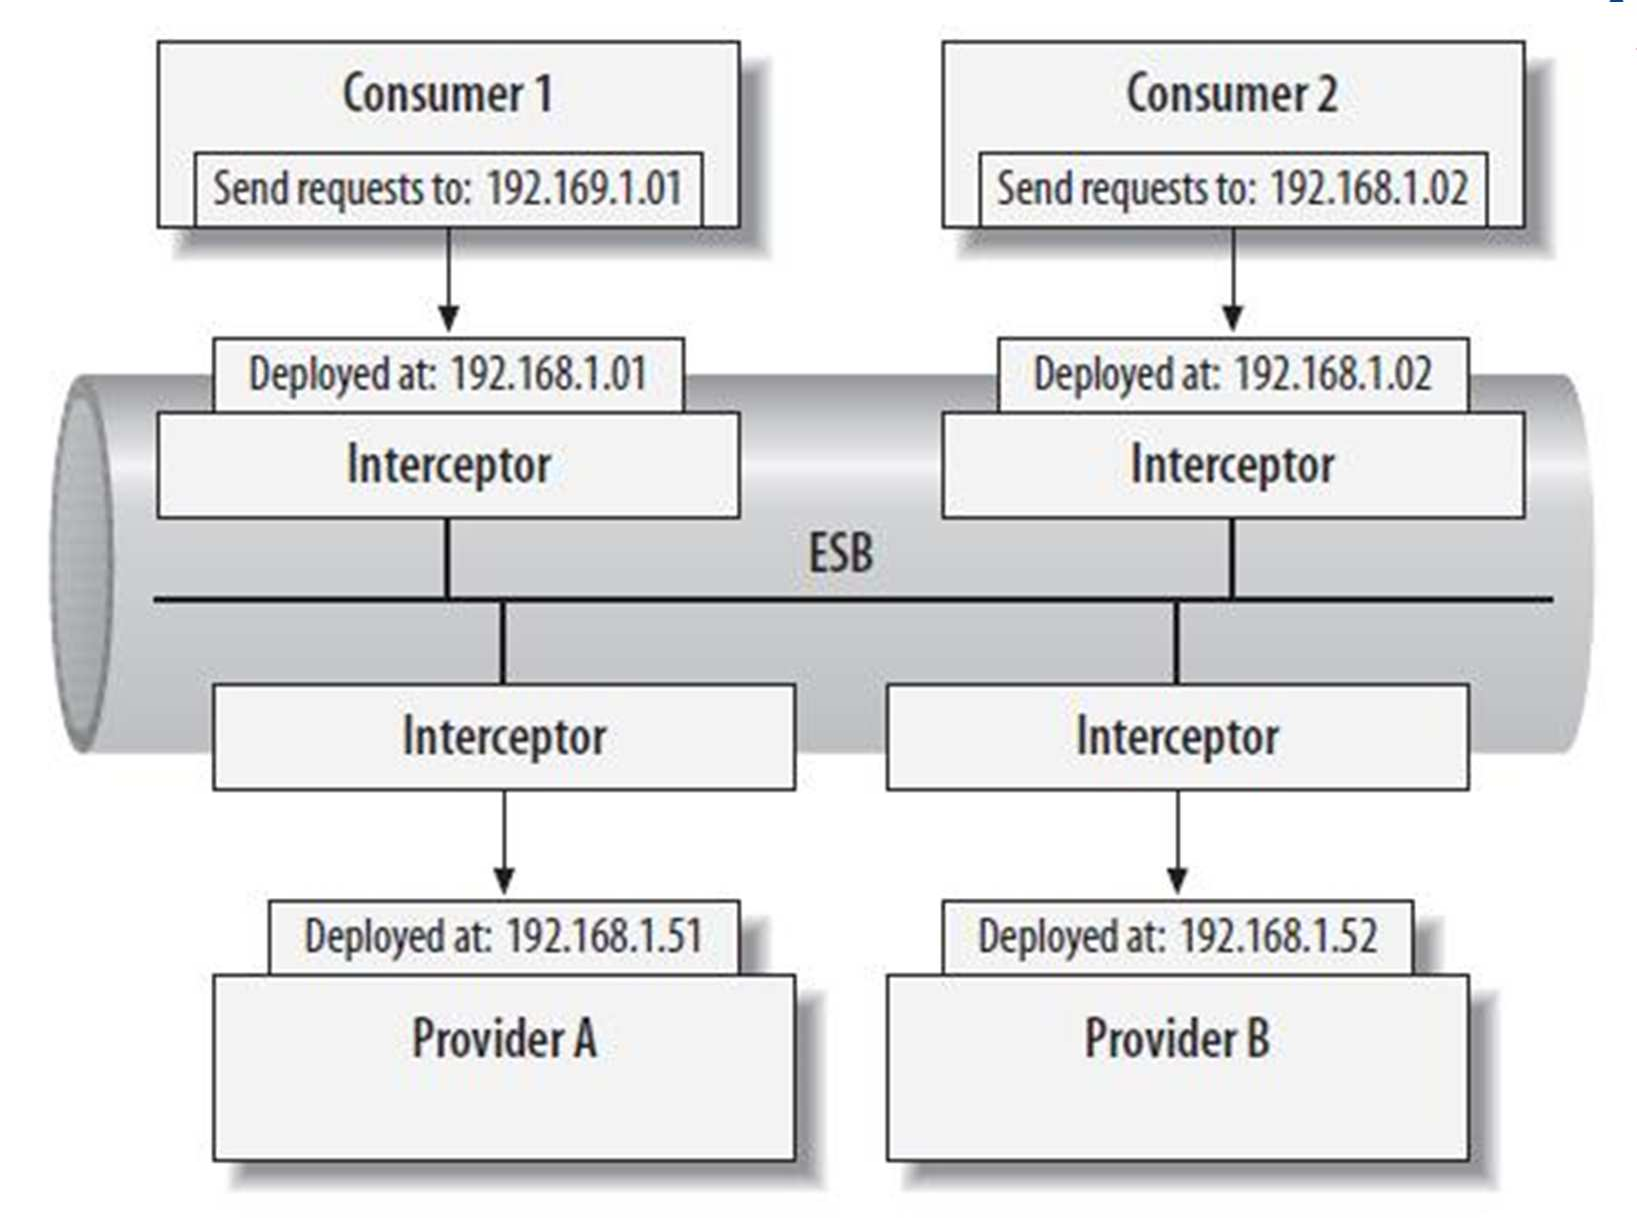 Consumer 1
Send requests to: 192.169.1.01
Consumer 2
Send requests to: 192.168.1.02
Deployed at: 192.168.1.01
Interceptor
Deployed at: 192.168.1.02
Interceptor
ESB
Interceptor
Interceptor
Deployed at: 192.168.1.51
Provider A
Deployed at: 192.168.1.52
Provider B